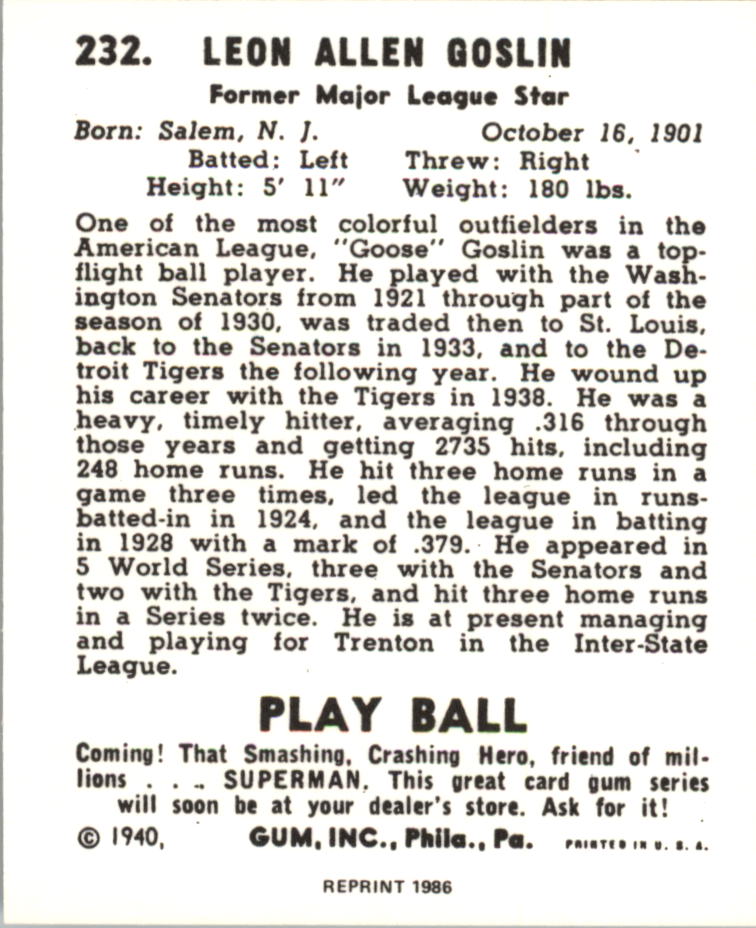 232. LEON ALLEN GOSLIN
Former Major League Star
Born: Salem, N. J. October 16, 1901
Batted: Left Threw: Right
Height: 5' 11" Weight: 180 lbs.
One of the most colorful outfielders in the
American League, "Goose" Goslin was a top-
flight ball player. He played with the Wash-
ington Senators from 1921 through part of the
season of 1930, was traded then to St. Louis,
back to the Senators in 1933, and to the De-
troit Tigers the following year. He wound up
his career with the Tigers in 1938. He was a
heavy, timely hitter, averaging .316 through
those years and getting 2735 hits, including
248 home runs. He hit three home runs in a
game three times, led the league in runs-
batted-in in 1924, and the league in batting
in 1928 with a mark of .379. He appeared in
5 World Series, three with the Senators and
two with the Tigers, and hit three home runs
in a Series twice. He is at present managing
and playing for Trenton in the Inter-State
League.
PLAY BALL
Coming! That Smashing, Crashing Hero, friend of mil-
lions . . . SUPERMAN. This great card gum series
will soon be at your dealer's store. Ask for it!
© 1940, GUM, INC., Phila., Pa. PRINTED IN U. S. A.
REPRINT 1986